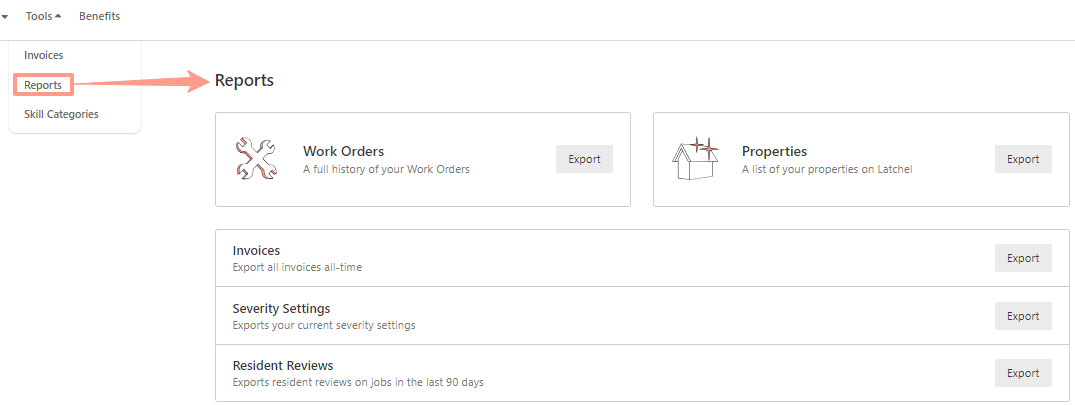 Tools Benefits
Invoices
Reports
Skill Categories
Reports
Work Orders
A full history of your Work Orders
Export
Properties
A list of your properties on Latchel
Export
Invoices
Export all invoices all-time
Export
Severity Settings
Exports your current severity settings
Export
Resident Reviews
Exports resident reviews on jobs in the last 90 days
Export